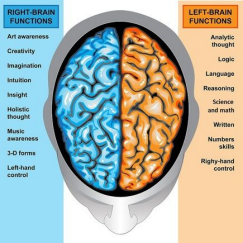 RIGHT-BRAIN
FUNCTIONS
Art awareness
Creativity
Imagination
Intuition
Insight
Holistic
thought
Music
awareness
3-D forms
Left-hand
control
LEFT-BRAIN
FUNCTIONS
Analytic
thought
Logic
Language
Reasoning
Science
and math
Written
Numbers
skills
Righy-hand
control